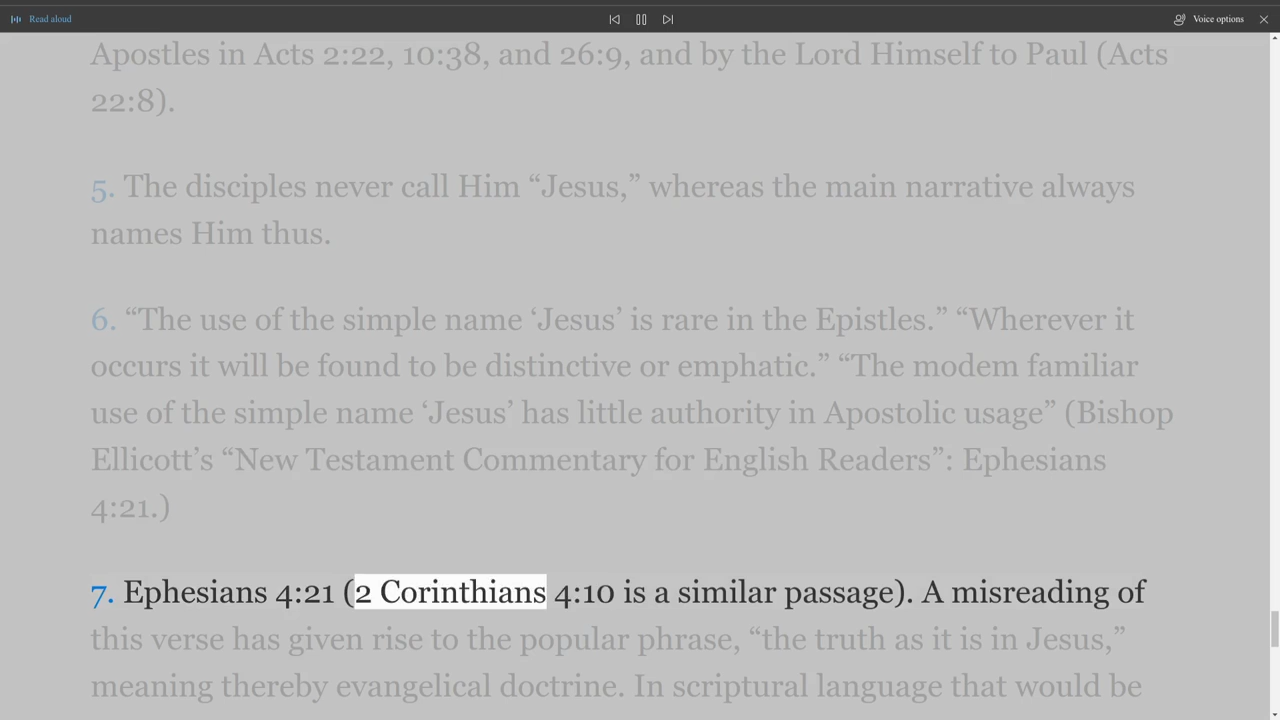 Read aloud
Voice options
Apostles in Acts 2:22, 10:38, and 26:9, and by the Lord Himself to Paul (Acts
22:8).
5. The disciples never call Him “Jesus,” whereas the main narrative always
names Him thus.
6. “The use of the simple name ‘Jesus’ is rare in the Epistles.” “Wherever it
occurs it will be found to be distinctive or emphatic.” “The modem familiar
use of the simple name ‘Jesus’ has little authority in Apostolic usage” (Bishop
Ellicott’s “New Testament Commentary for English Readers”: Ephesians
4:21.)
7. Ephesians 4:21 (2 Corinthians 4:10 is a similar passage). A misreading of
this verse has given rise to the popular phrase, “the truth as it is in Jesus,”
meaning thereby evangelical doctrine. In scriptural language that would be